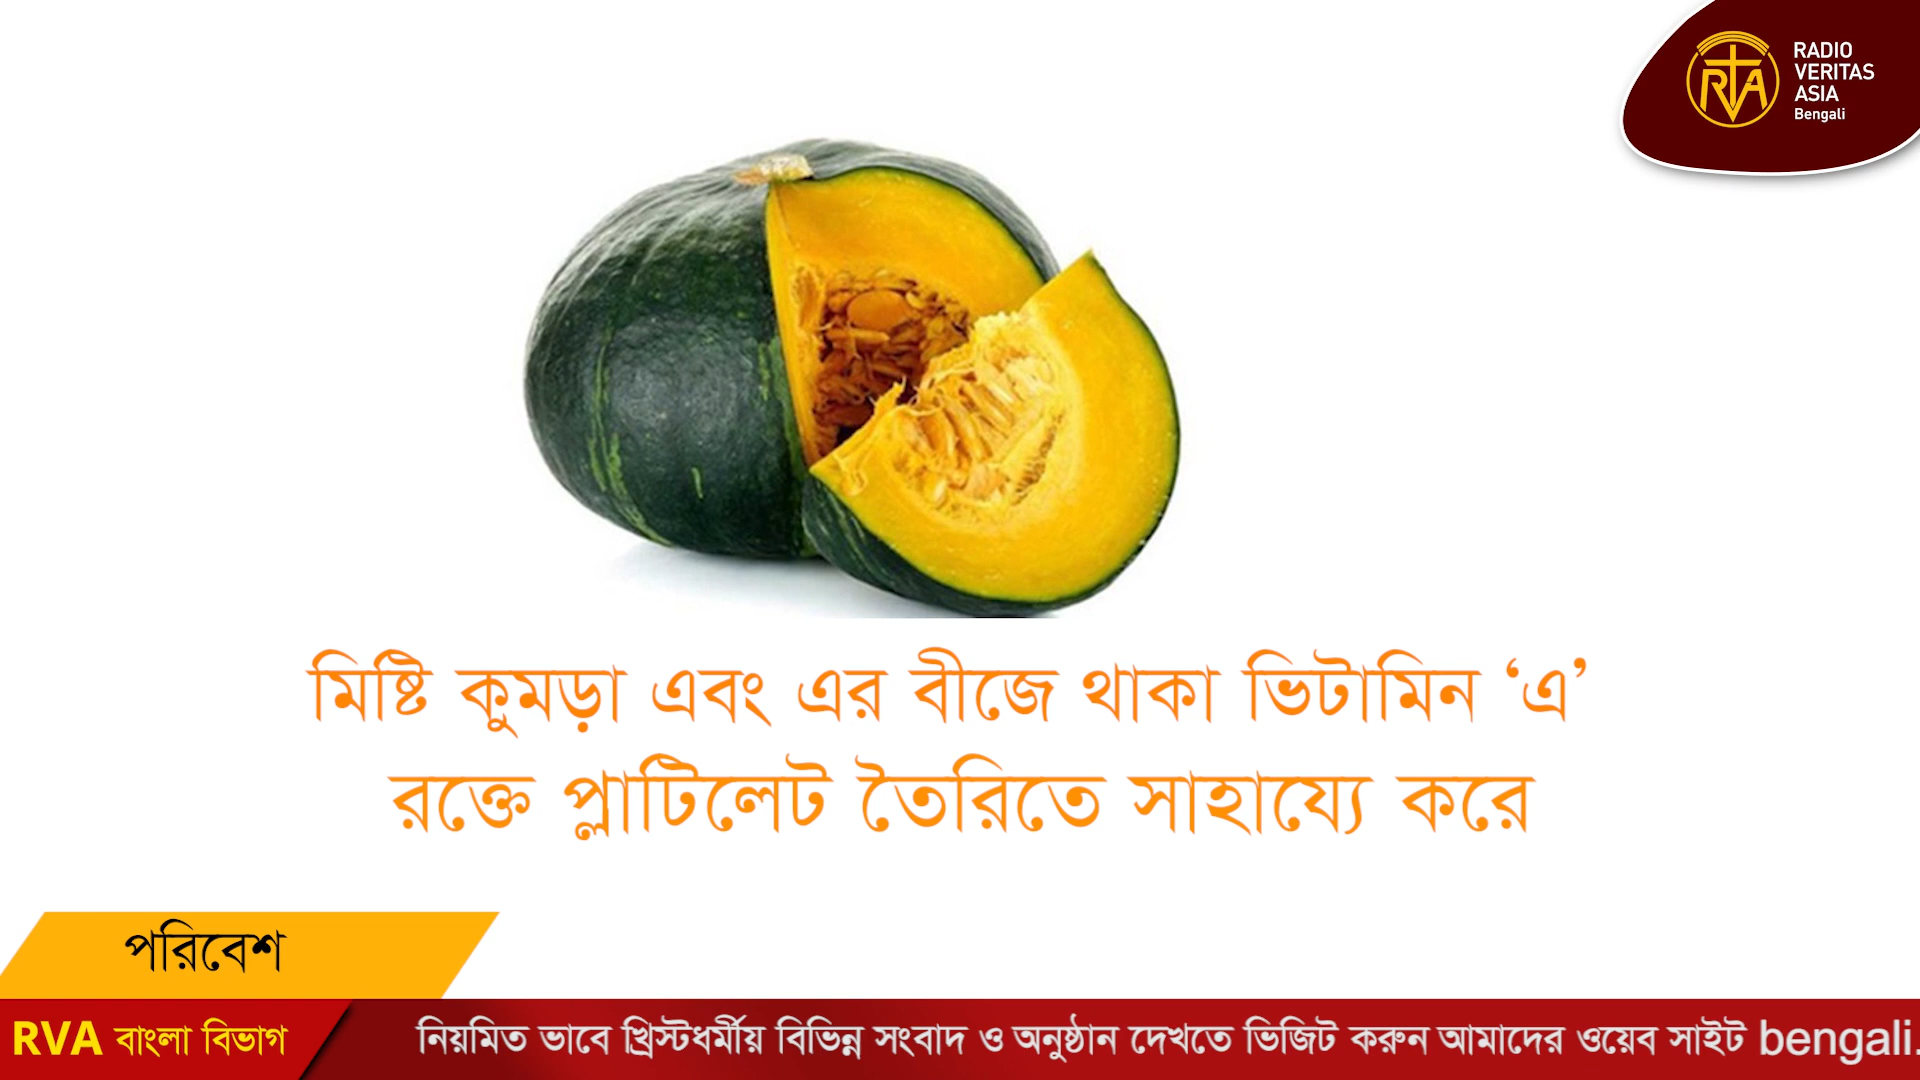 RADIO
VERITAS
ASIA
Bengali
RVA
মিষ্টি কুমড়া এবং এর বীজে থাকা ভিটামিন ‘এ’
রক্তে প্লাটিলেট তৈরিতে সাহায্যে করে
পরিবেশ
RVA বাংলা বিভাগ
নিয়মিত ভাবে খ্রিস্টধর্মীয় বিভিন্ন সংবাদ ও অনুষ্ঠান দেখতে ভিজিট করুন আমাদের ওয়েব সাইট bengali.